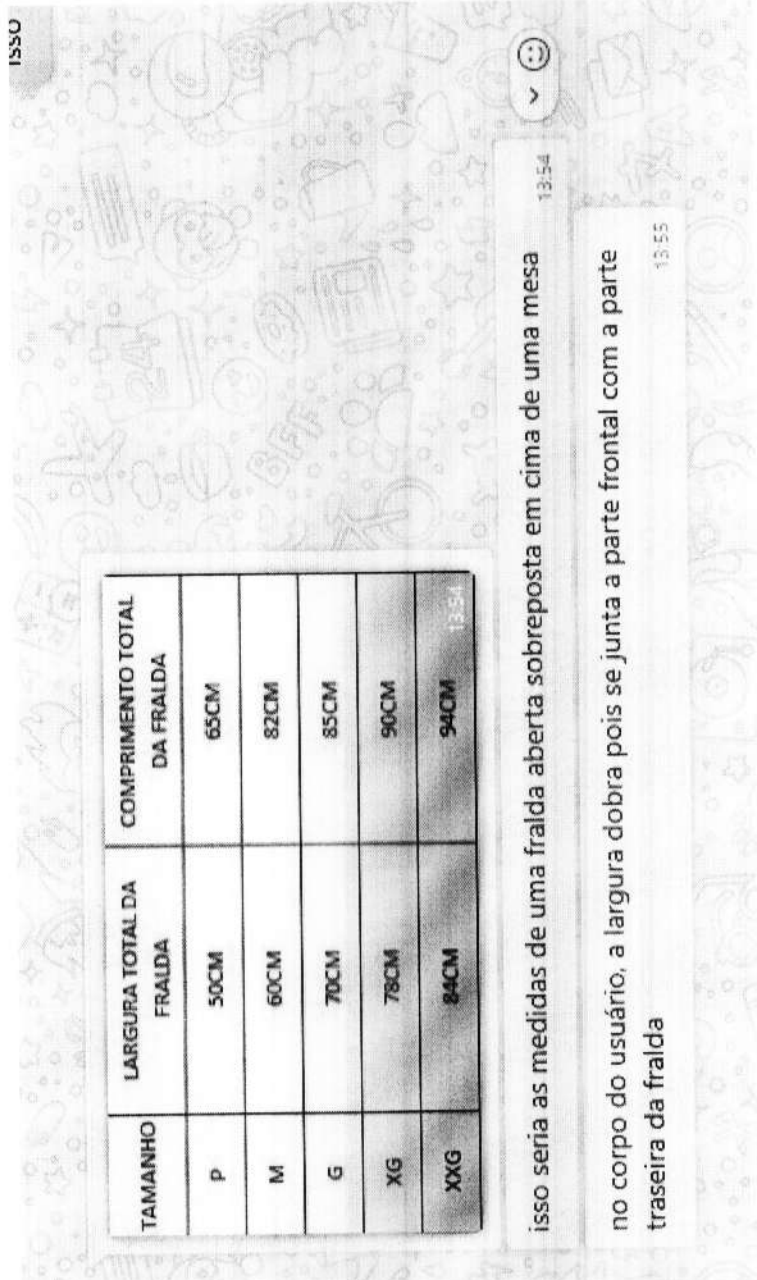 isso
TAMANHO LARGURA TOTAL DA FRALDA COMPRIMENTO TOTAL DA FRALDA
P 50CM 65CM
M 60CM 82CM
G 70CM 85CM
XG 78CM 90CM
XXG 84CM 94CM
13:54
isso seria as medidas de uma fralda aberta sobreposta em cima de uma mesa
13:54
no corpo do usuário, a largura dobra pois se junta a parte frontal com a parte
traseira da fralda
13:55